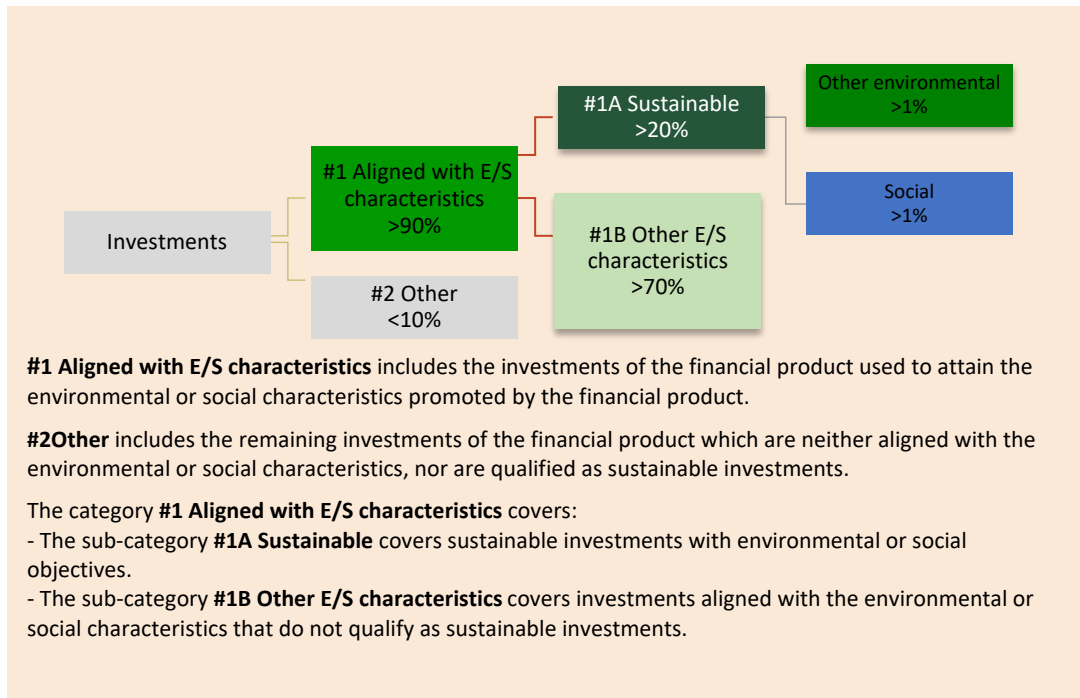 Investments
#1 Aligned with E/S
characteristics
>90%
#2 Other
<10%
#1A Sustainable
>20%
#1B Other E/S
characteristics
>70%
Other environmental
>1%
Social
>1%
#1 Aligned with E/S characteristics includes the investments of the financial product used to attain the
environmental or social characteristics promoted by the financial product.
#2Other includes the remaining investments of the financial product which are neither aligned with the
environmental or social characteristics, nor are qualified as sustainable investments.
The category #1 Aligned with E/S characteristics covers:
- The sub-category #1A Sustainable covers sustainable investments with environmental or social
objectives.
- The sub-category #1B Other E/S characteristics covers investments aligned with the environmental or
social characteristics that do not qualify as sustainable investments.